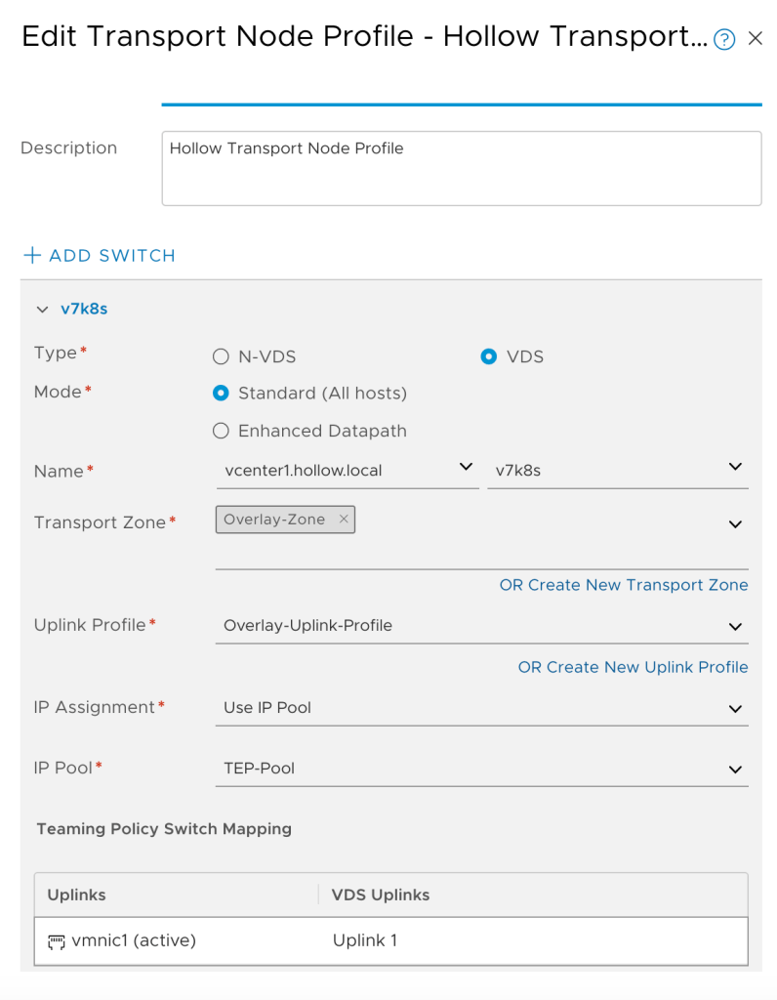 Edit Transport Node Profile - Hollow Transport... ? ×
Description
Hollow Transport Node Profile
+ ADD SWITCH
v7k8s
Type* N-VDS VDS
Mode* Standard (All hosts)
Enhanced Datapath
Name* vcenter1.hollow.local v7k8s
Transport Zone* Overlay-Zone ×
OR Create New Transport Zone
Uplink Profile* Overlay-Uplink-Profile
OR Create New Uplink Profile
IP Assignment* Use IP Pool
IP Pool* TEP-Pool
Teaming Policy Switch Mapping
Uplinks VDS Uplinks
vmnic1 (active) Uplink 1